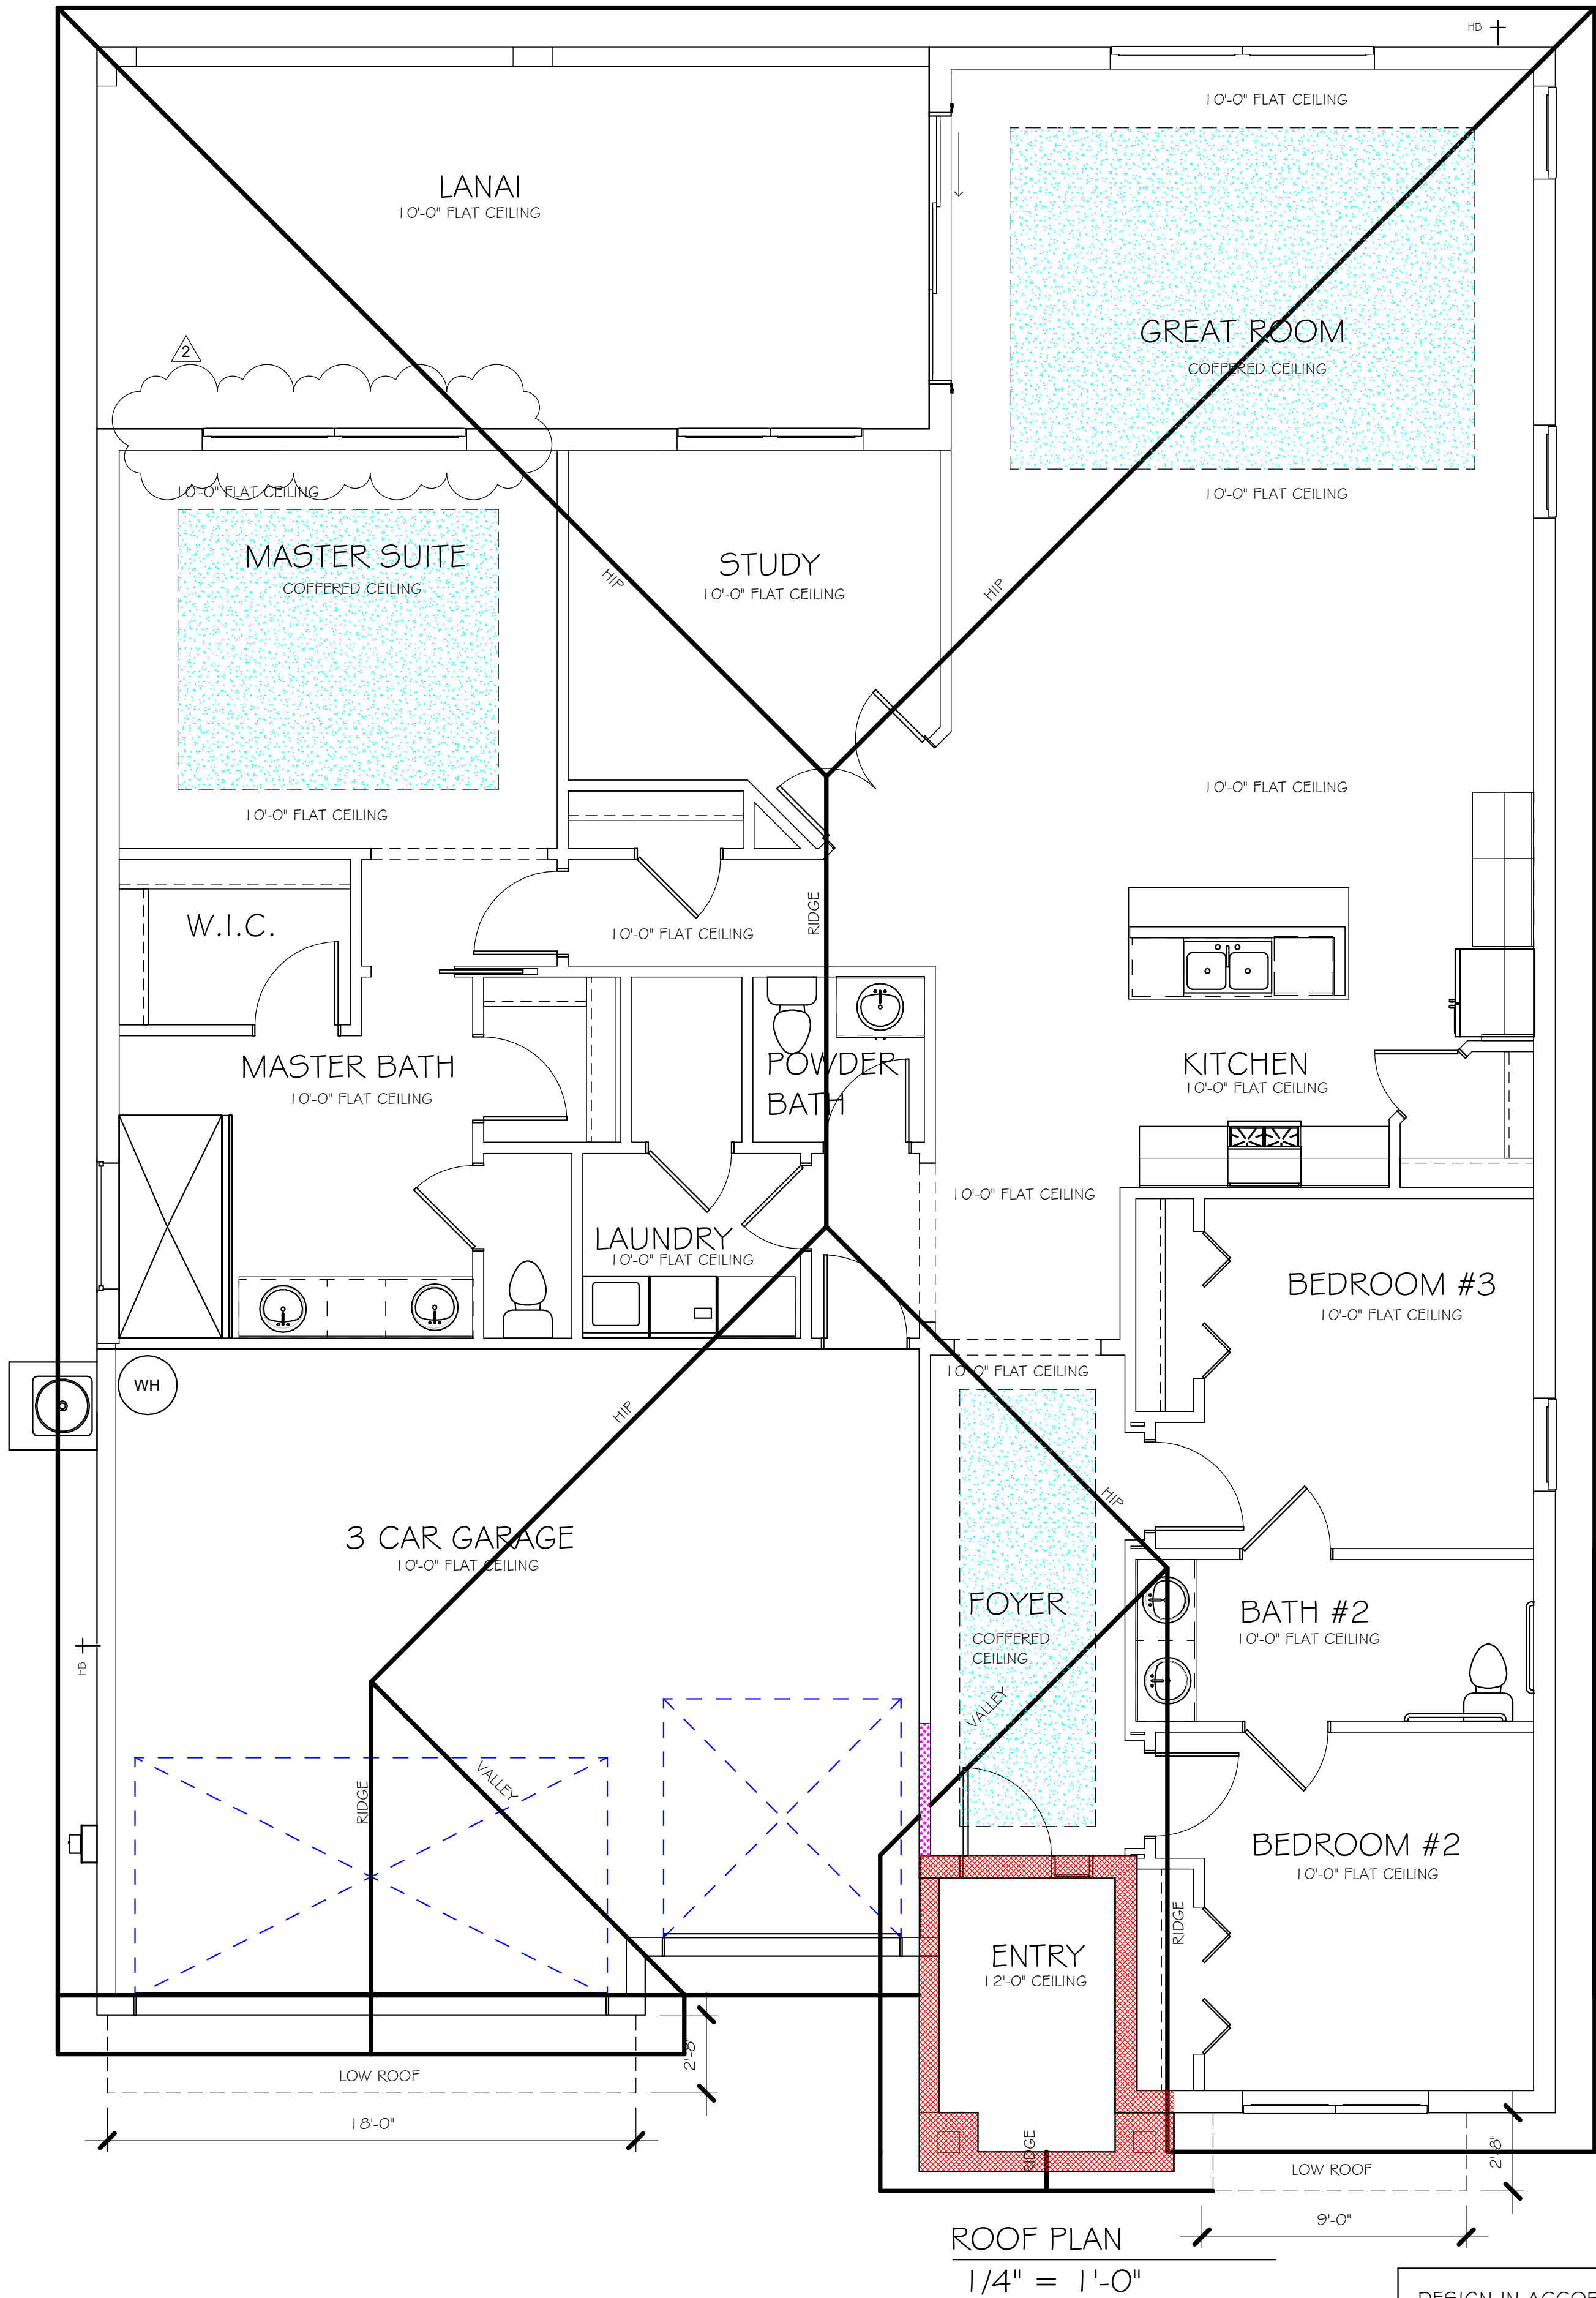 HB
10'-0" FLAT CEILING
LANAI
10'-0" FLAT CEILING
GREAT ROOM
COFFERED CEILING
2
10'-0" FLAT CEILING
10'-0" FLAT CEILING
MASTER SUITE
COFFERED CEILING
STUDY
10'-0" FLAT CEILING
HIP
HIP
10'-0" FLAT CEILING
10'-0" FLAT CEILING
W.I.C.
RIDGE
10'-0" FLAT CEILING
MASTER BATH
10'-0" FLAT CEILING
POWDER
BATH
KITCHEN
10'-0" FLAT CEILING
10'-0" FLAT CEILING
LAUNDRY
10'-0" FLAT CEILING
BEDROOM #3
10'-0" FLAT CEILING
WH
10'-0" FLAT CEILING
HIP
HIP
3 CAR GARAGE
10'-0" FLAT CEILING
FOYER
COFFERED
CEILING
BATH #2
10'-0" FLAT CEILING
HB
VALLEY
RIDGE
VALLEY
BEDROOM #2
10'-0" FLAT CEILING
RIDGE
ENTRY
12'-0" CEILING
2'-8"
LOW ROOF
18'-0"
RIDGE
LOW ROOF
2'-8"
9'-0"
ROOF PLAN
1/4" = 1'-0"